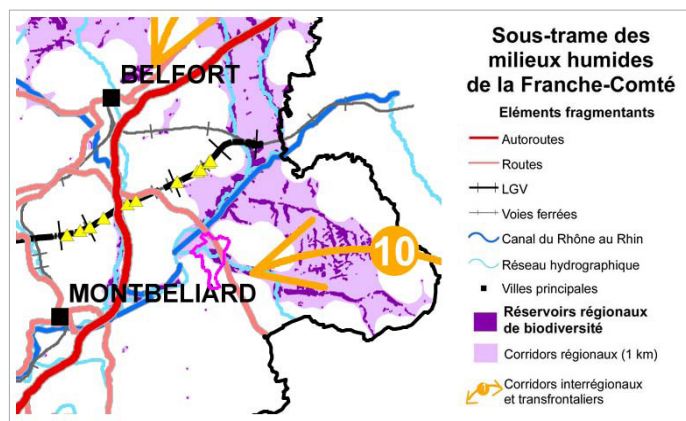 BELFORT
MONTBELIARD
10
Sous-trame des
milieux humides
de la Franche-Comté
Eléments fragmentants
Autoroutes
Routes
LGV
Voies ferrées
Canal du Rhône au Rhin
Réseau hydrographique
Villes principales
Réservoirs régionaux
de biodiversité
Corridors régionaux (1 km)
Corridors interrégionaux
et transfrontaliers